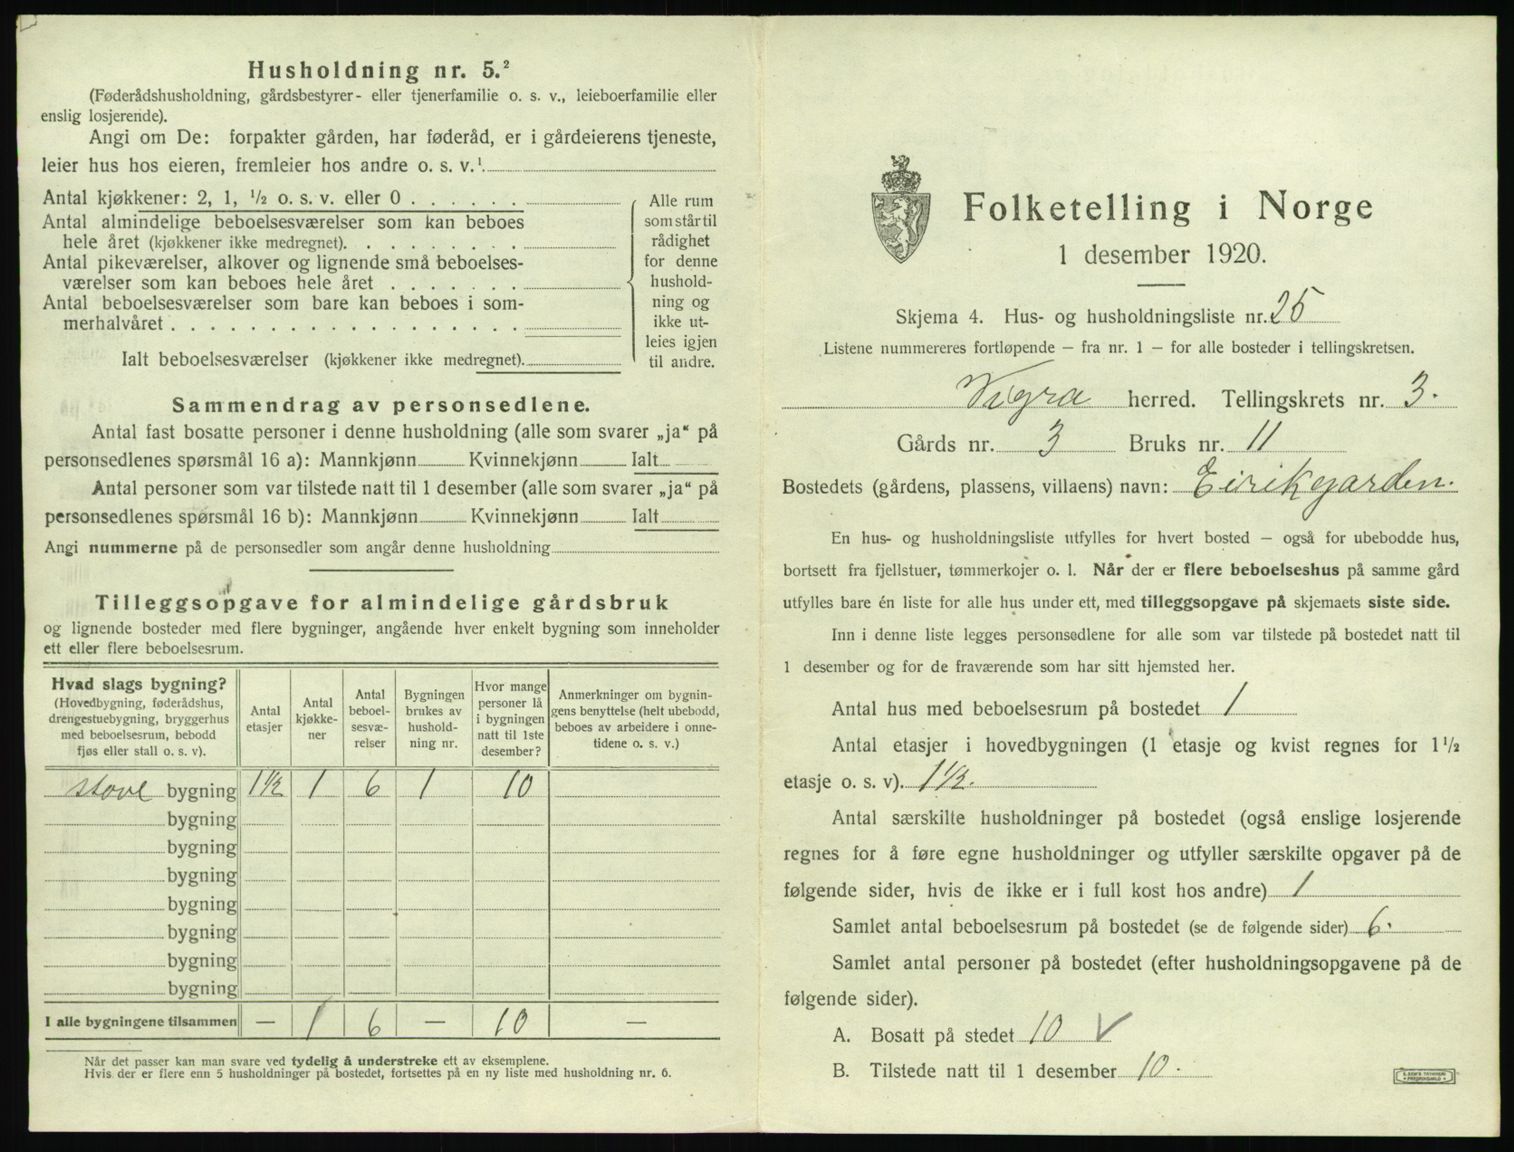 Husholdning nr. 5.²
(Føderådshusholdning, gårdsbestyrer- eller tjenerfamilie o. s. v., leieboerfamilie eller
enslig losjerende).
Angi om De: forpakter gården, har føderåd, er i gårdeierens tjeneste,
leier hus hos eieren, fremleier hos andre o. s. v.¹
Antal kjøkkener: 2, 1, ½ o. s. v. eller 0
Antal almindelige beboelsesværelser som kan beboes
hele året (kjøkkener ikke medregnet)
Antal pikeværelser, alkover og lignende små beboelses-
værelser som kan beboes hele året
Antal beboelsesværelser som bare kan beboes i som-
merhalvåret
Ialt beboelsesværelser (kjøkkener ikke medregnet)
Alle rum
som står til
rådighet
for denne
hushold-
ning og
ikke ut-
leies igjen
til andre.
Sammendrag av personsedlene.
Antal fast bosatte personer i denne husholdning (alle som svarer „ja“ på
personsedlenes spørsmål 16 a): Mannkjønn Kvinnekjønn Ialt
Antal personer som var tilstede natt til 1 desember (alle som svarer „ja“ på
personsedlenes spørsmål 16 b): Mannkjønn Kvinnekjønn Ialt
Angi nummerne på de personsedler som angår denne husholdning
Tilleggsopgave for almindelige gårdsbruk
og lignende bosteder med flere bygninger, angående hver enkelt bygning som inneholder
ett eller flere beboelsesrum.
Hvad slags bygning?
(Hovedbygning, føderådshus,
drengestuebygning, bryggerhus
med beboelsesrum, bebodd
fjøs eller stall o. s. v).
Antal
etasjer
Antal
kjøkke-
ner
Antal
beboel-
sesvæ-
relser
Bygningen
brukes av
hushold-
ning nr.
Hvor mange
personer lå
i bygningen
natt til 1ste
desember?
Anmerkninger om bygnin-
gens benyttelse (helt ubebodd,
beboes av arbeidere i onne-
tidene o. s. v.)
stove bygning 1½ 1 6 1 10
bygning
bygning
bygning
bygning
bygning
bygning
bygning
I alle bygningene tilsammen — 1 6 — 10 —
Når det passer kan man svare ved tydelig å understreke ett av eksemplene.
Hvis der er flere enn 5 husholdninger på bostedet, fortsettes på en ny liste med husholdning nr. 6.
Folketelling i Norge
1 desember 1920.
Skjema 4. Hus- og husholdningsliste nr. 25
Listene nummereres fortløpende — fra nr. 1 — for alle bosteder i tellingskretsen.
Vigra herred. Tellingskrets nr. 3.
Gårds nr. 3 Bruks nr. 11
Bostedets (gårdens, plassens, villaens) navn: Eirikgarden.
En hus- og husholdningsliste utfylles for hvert bosted — også for ubebodde hus,
bortsett fra fjellstuer, tømmerkojer o. l. Når der er flere beboelseshus på samme gård
utfylles bare én liste for alle hus under ett, med tilleggsopgave på skjemaets siste side.
Inn i denne liste legges personsedlene for alle som var tilstede på bostedet natt til
1 desember og for de fraværende som har sitt hjemsted her.
Antal hus med beboelsesrum på bostedet 1
Antal etasjer i hovedbygningen (1 etasje og kvist regnes for 1½
etasje o. s. v). 1½.
Antal særskilte husholdninger på bostedet (også enslige losjerende
regnes for å føre egne husholdninger og utfyller særskilte opgaver på de
følgende sider, hvis de ikke er i full kost hos andre) 1
Samlet antal beboelsesrum på bostedet (se de følgende sider) 6.
Samlet antal personer på bostedet (efter husholdningsopgavene på de
følgende sider).
A. Bosatt på stedet 10 ✓
B. Tilstede natt til 1 desember 10.